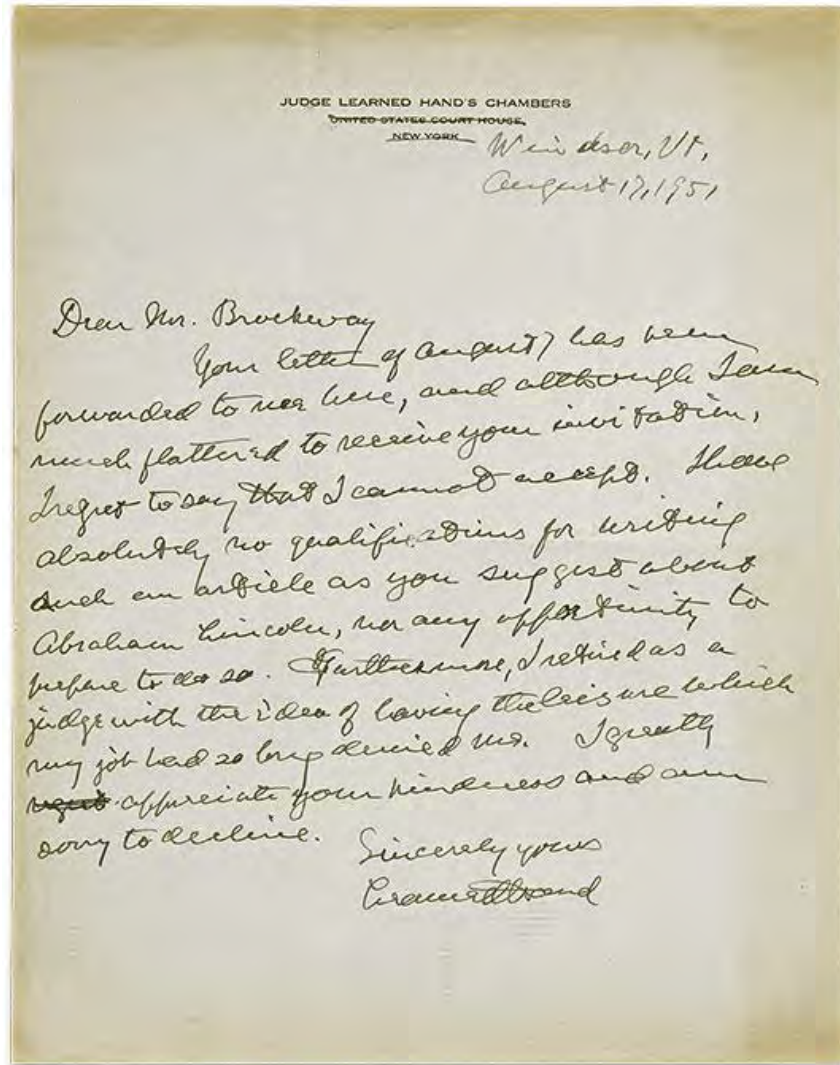 JUDGE LEARNED HAND'S CHAMBERS
UNITED STATES COURT HOUSE,
NEW YORK
Windsor, Vt,
August 17, 1951
Dear Mr. Brockway
Your letter of August 7 has been
forwarded to me here, and although I am
much flattered to receive your invitation,
I regret to say that I cannot accept. I have
absolutely no qualifications for writing
such an article as you suggest about
Abraham Lincoln, nor any opportunity to
prepare to do so. Furthermore, I retired as a
judge with the idea of having the leisure which
my job had so long denied me. I greatly
regret appreciate your kindness and am
sorry to decline.
Sincerely yours
Learned Hand